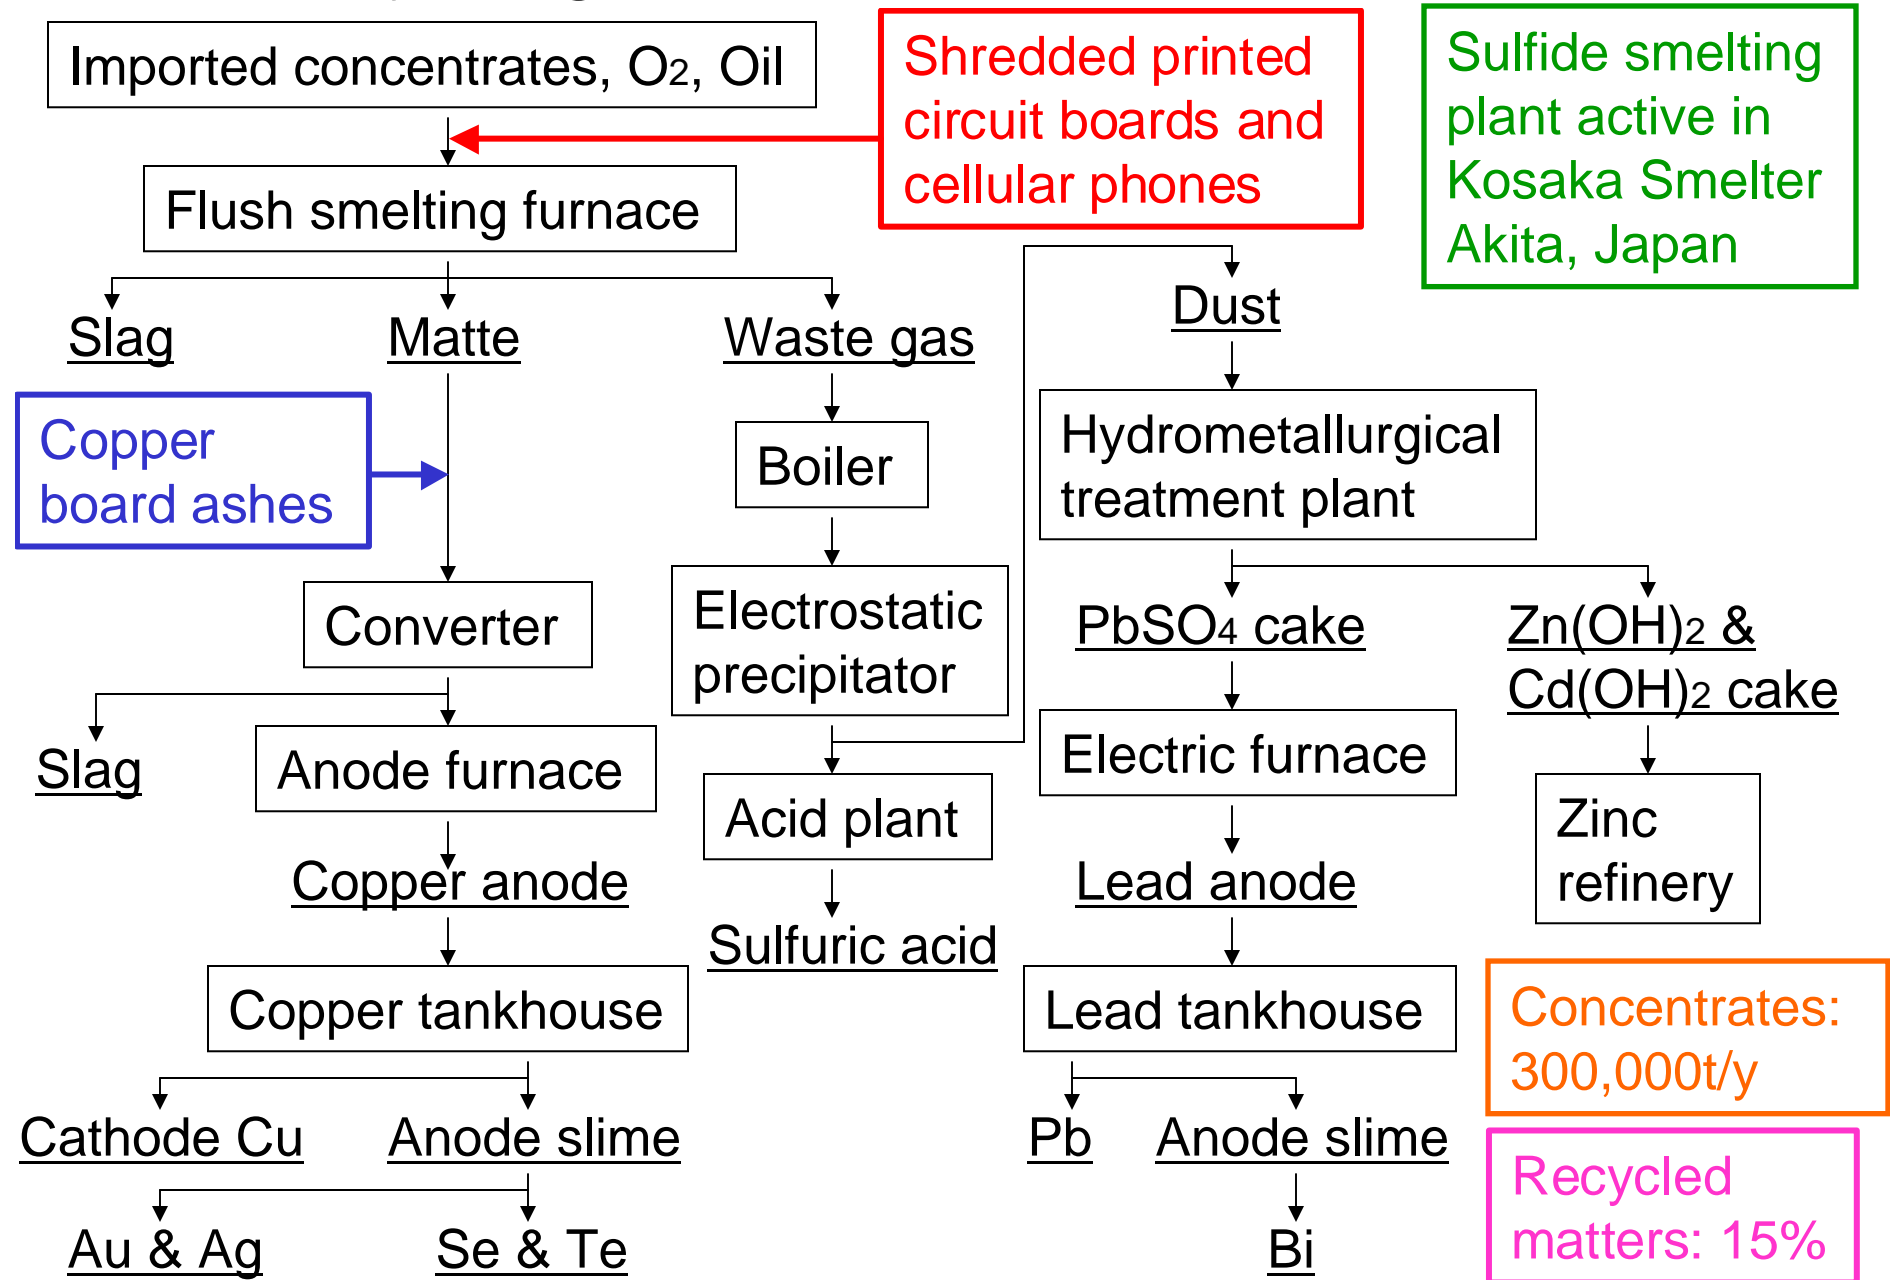 Imported concentrates, O2, Oil
Shredded printed
circuit boards and
cellular phones
Sulfide smelting
plant active in
Kosaka Smelter
Akita, Japan
Flush smelting furnace
Slag
Matte
Waste gas
Dust
Copper
board ashes
Boiler
Hydrometallurgical
treatment plant
Converter
Electrostatic
precipitator
PbSO4 cake
Zn(OH)2 &
Cd(OH)2 cake
Slag
Anode furnace
Acid plant
Electric furnace
Zinc
refinery
Copper anode
Sulfuric acid
Lead anode
Copper tankhouse
Lead tankhouse
Concentrates:
300,000t/y
Cathode Cu
Anode slime
Pb
Anode slime
Recycled
matters: 15%
Au & Ag
Se & Te
Bi